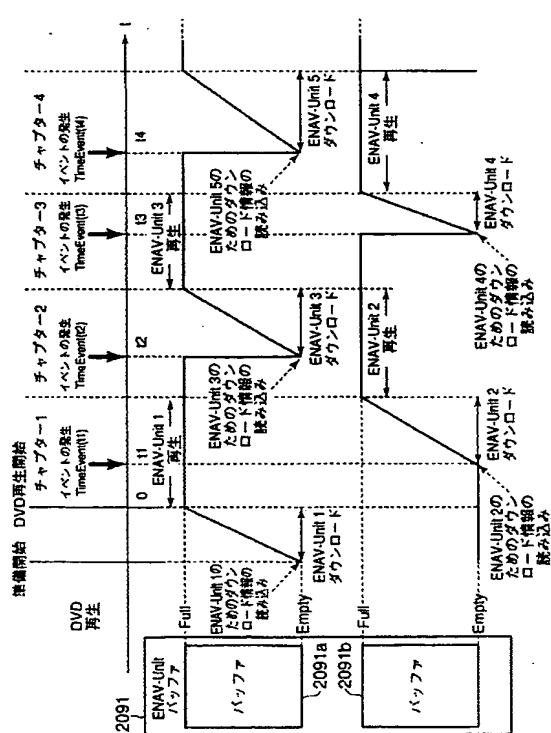 準備開始
DVD再生開始
チャプター1
チャプター2
チャプター3
チャプター4
イベントの発生
TimeEvent(t1)
イベントの発生
TimeEvent(t2)
イベントの発生
TimeEvent(t3)
イベントの発生
TimeEvent(t4)
DVD
再生
0
t1
t2
t3
t4
t
2091
ENAV-Unit
バッファ
Full
バッファ
Empty
2091a
ENAV-Unit 1の
ためのダウン
ロード情報の
読み込み
ENAV-Unit 1
ダウンロード
ENAV-Unit 1
再生
ENAV-Unit 3の
ためのダウン
ロード情報の
読み込み
ENAV-Unit 3
ダウンロード
ENAV-Unit 3
再生
ENAV-Unit 5の
ためのダウン
ロード情報の
読み込み
ENAV-Unit 5
ダウンロード
2091b
Full
バッファ
Empty
ENAV-Unit 2の
ためのダウン
ロード情報の
読み込み
ENAV-Unit 2
ダウンロード
ENAV-Unit 2
再生
ENAV-Unit 4の
ためのダウン
ロード情報の
読み込み
ENAV-Unit 4
ダウンロード
ENAV-Unit 4
再生